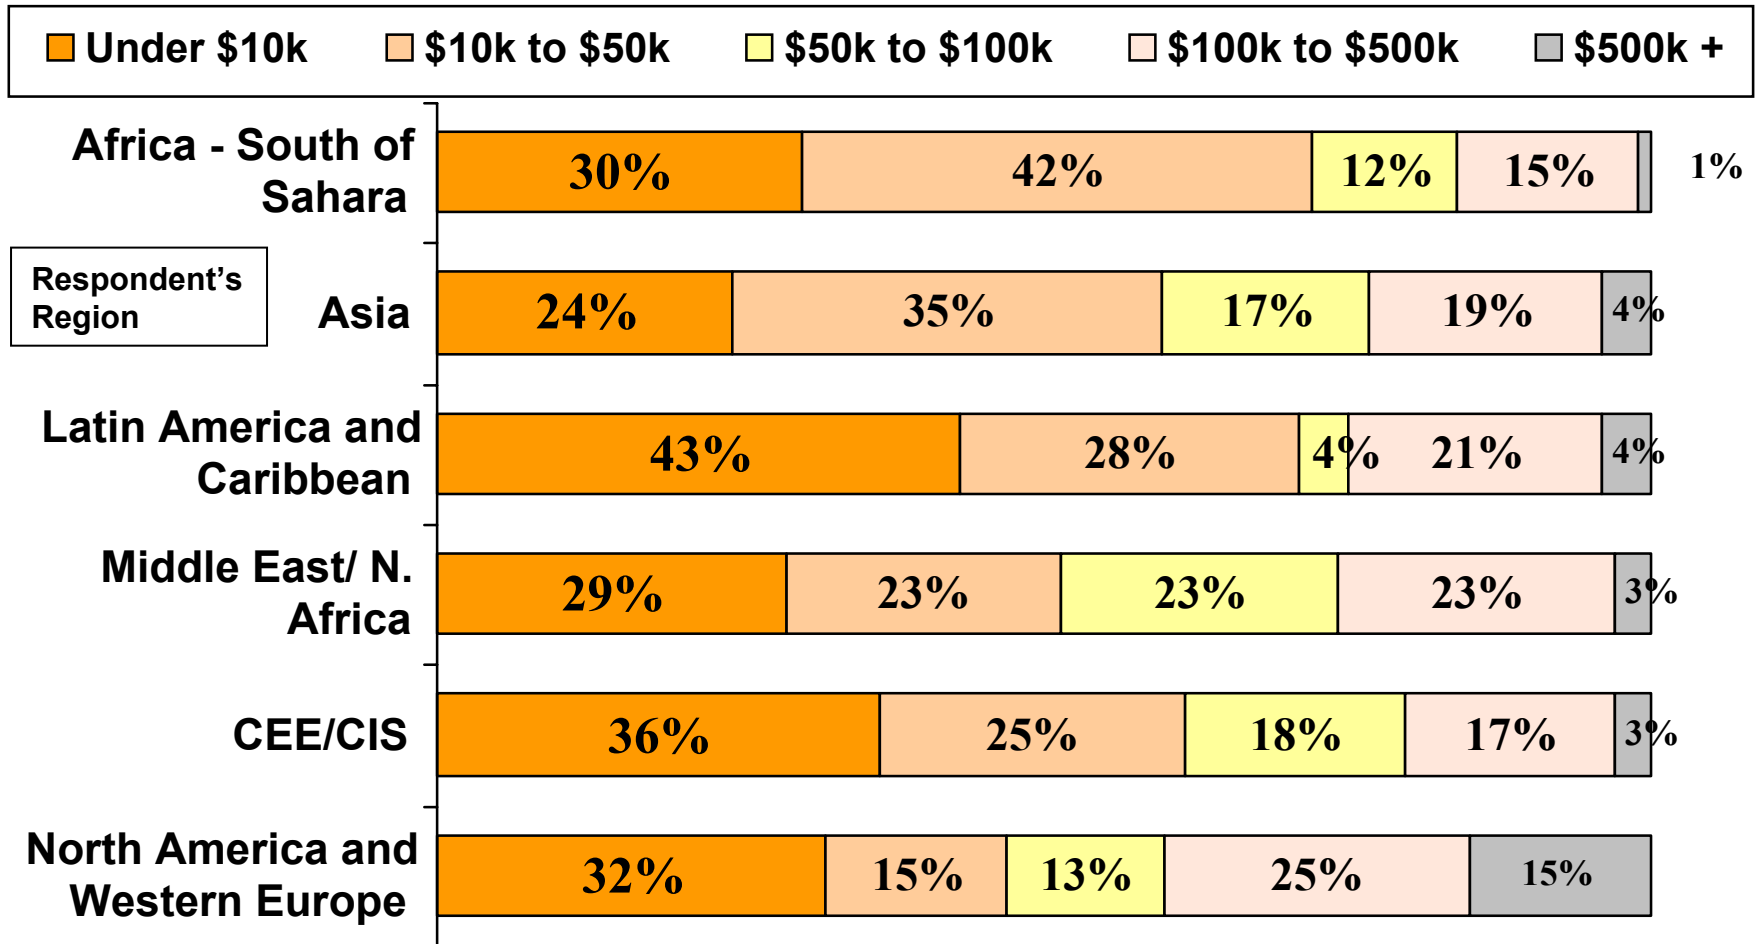 Under $10k $10k to $50k $50k to $100k $100k to $500k $500k +
Africa - South of
Sahara
30% 42% 12% 15% 1%
Respondent’s
Region
Asia
24% 35% 17% 19% 4%
Latin America and
Caribbean
43% 28% 4% 21% 4%
Middle East/ N.
Africa
29% 23% 23% 23% 3%
CEE/CIS
36% 25% 18% 17% 3%
North America and
Western Europe
32% 15% 13% 25% 15%